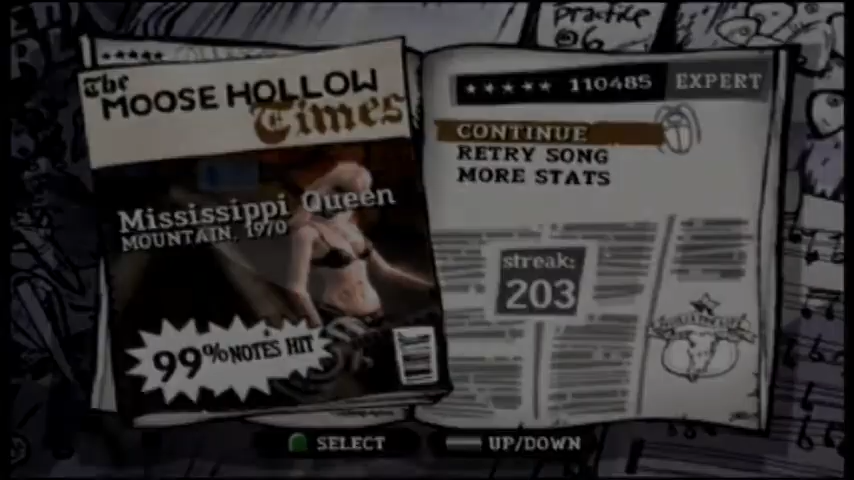 practice
@6
The
MOOSE HOLLOW
Times
★★★★★ 110485 EXPERT
CONTINUE
RETRY SONG
MORE STATS
Mississippi Queen
MOUNTAIN, 1970
streak:
203
99% NOTES HIT
SELECT
UP/DOWN